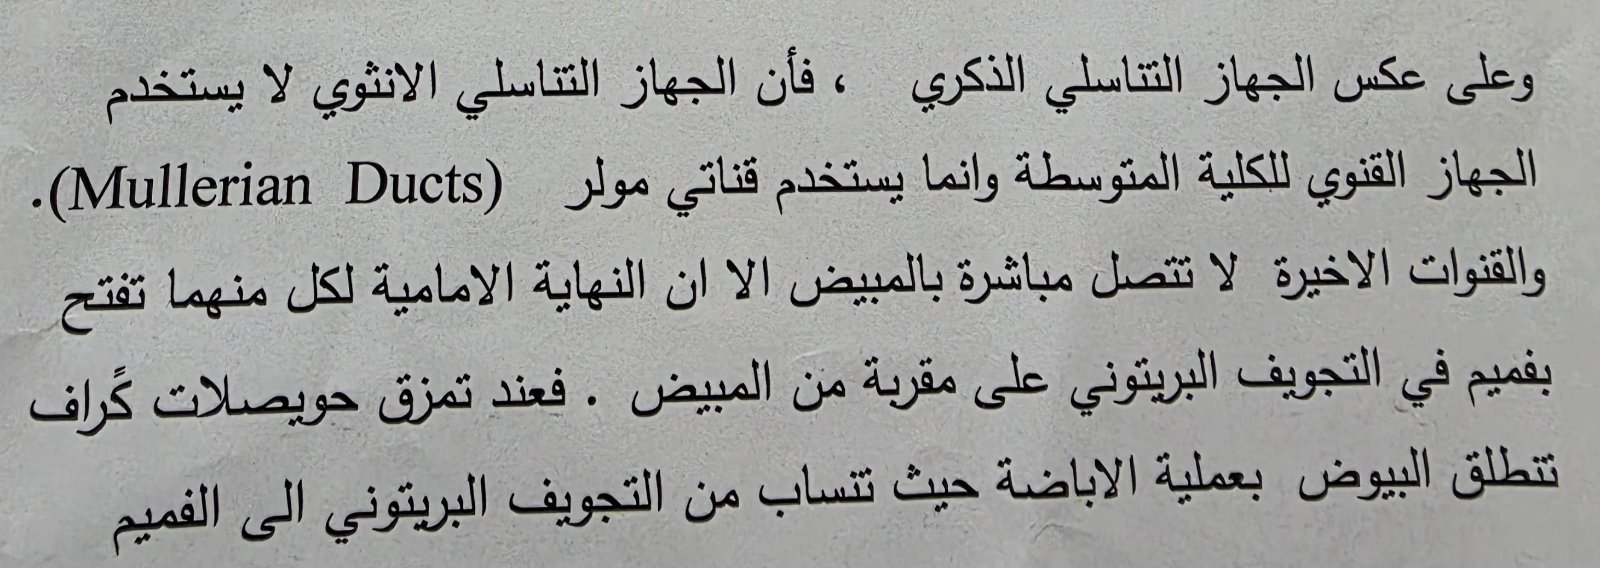 وعلى عكس الجهاز التناسلي الذكري ، فأن الجهاز التناسلي الانثوي لا يستخدم
الجهاز القنوي للكلية المتوسطة وانما يستخدم قناتي مولر (Mullerian Ducts).
والقنوات الاخيرة لا تتصل مباشرة بالمبيض الا ان النهاية الامامية لكل منهما تفتح
بفميم في التجويف البريتوني على مقربة من المبيض . فعند تمزق حويصلات كًراف
تتطلق البيوض بعملية الاباضة حيث تتساب من التجويف البريتوني الى الفميم